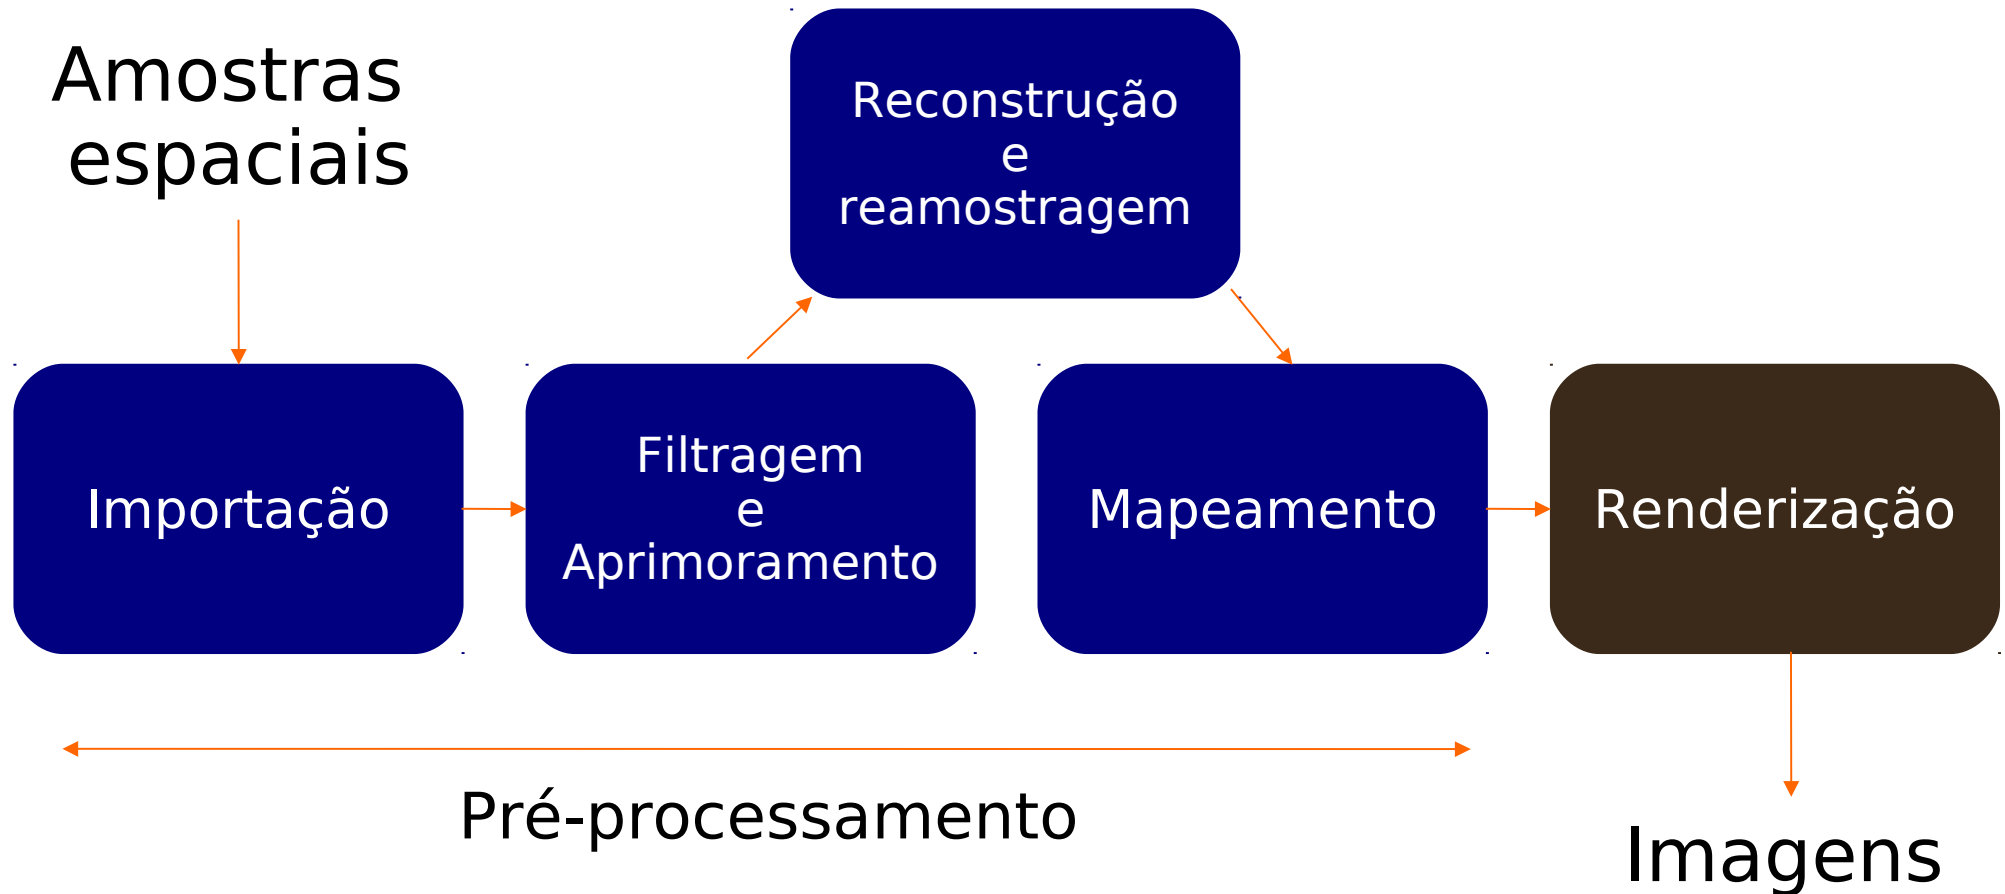 Amostras
espaciais
Reconstrução
e
reamostragem
Importação
Filtragem
e
Aprimoramento
Mapeamento
Renderização
Pré-processamento
Imagens